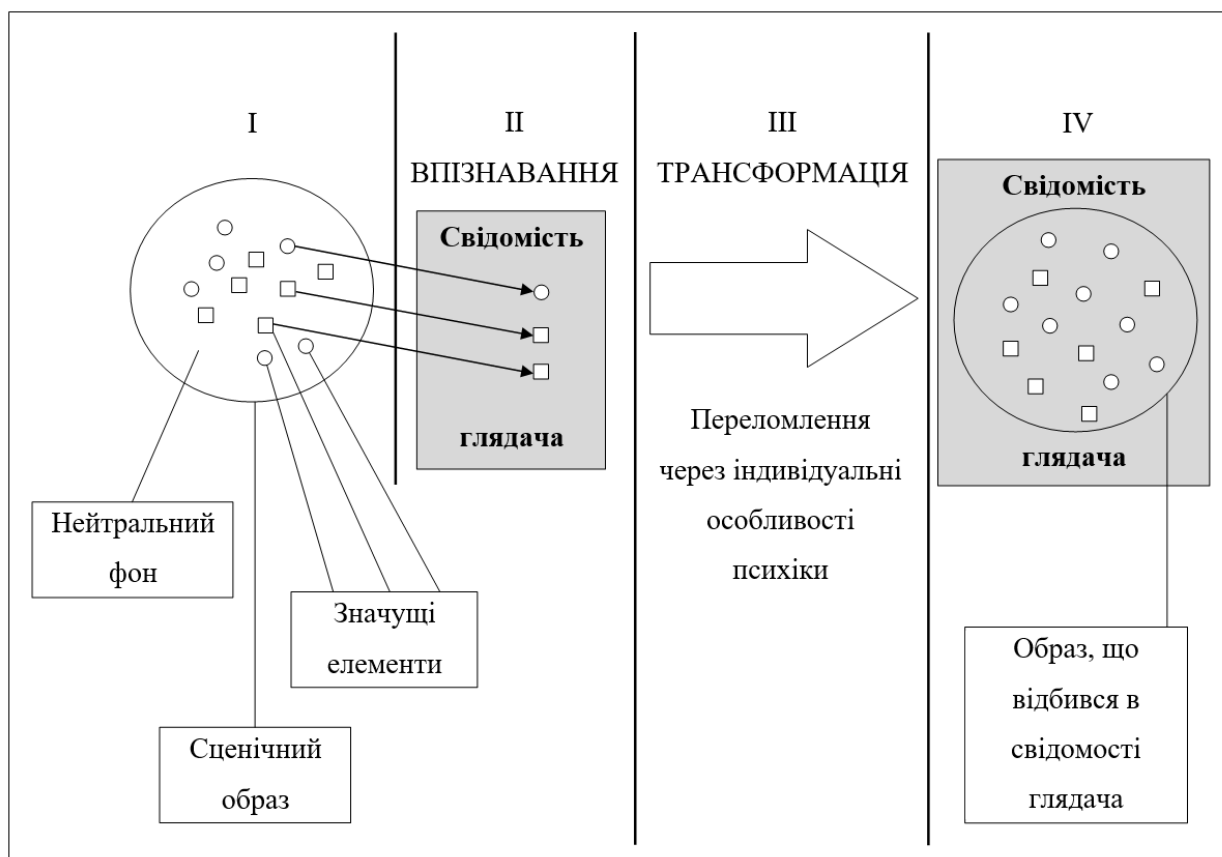 I
II
ВПІЗНАВАННЯ
III
ТРАНСФОРМАЦІЯ
IV
Свідомість
глядача
Свідомість
глядача
Переломлення
через індивідуальні
особливості
психіки
Нейтральний
фон
Значущі
елементи
Сценічний
образ
Образ, що
відбився в
свідомості
глядача